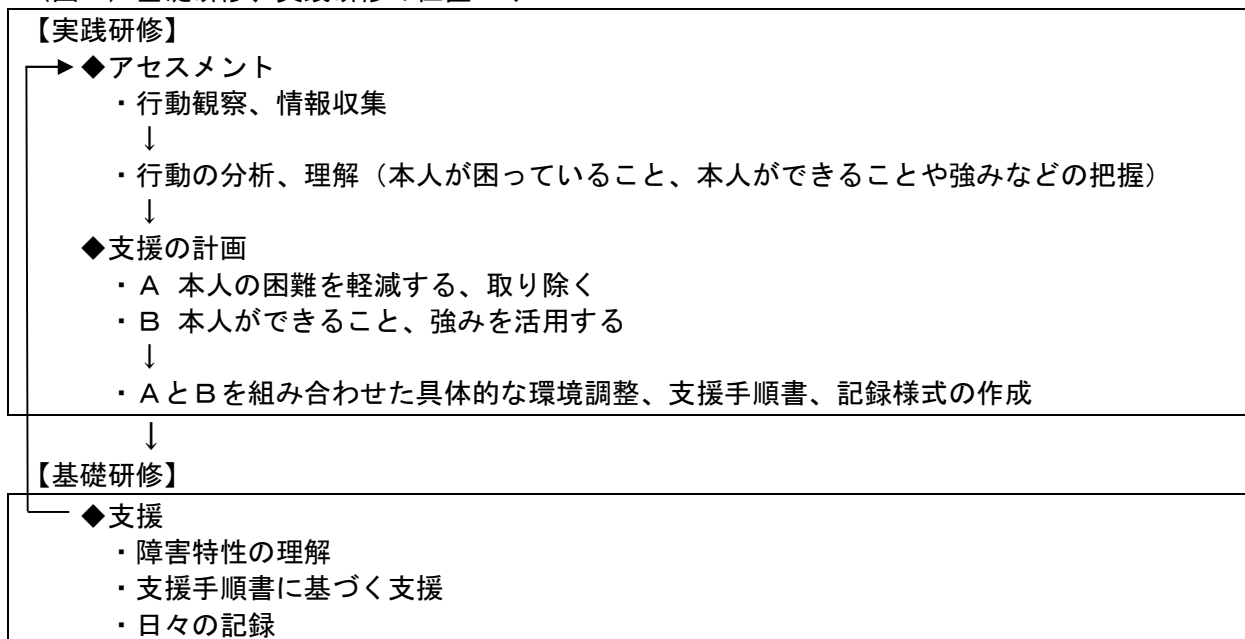 【実践研修】
◆アセスメント
・行動観察、情報収集
↓
・行動の分析、理解（本人が困っていること、本人ができることや強みなどの把握）
↓
◆支援の計画
・Ａ 本人の困難を軽減する、取り除く
・Ｂ 本人ができること、強みを活用する
↓
・ＡとＢを組み合わせた具体的な環境調整、支援手順書、記録様式の作成
↓
【基礎研修】
◆支援
・障害特性の理解
・支援手順書に基づく支援
・日々の記録